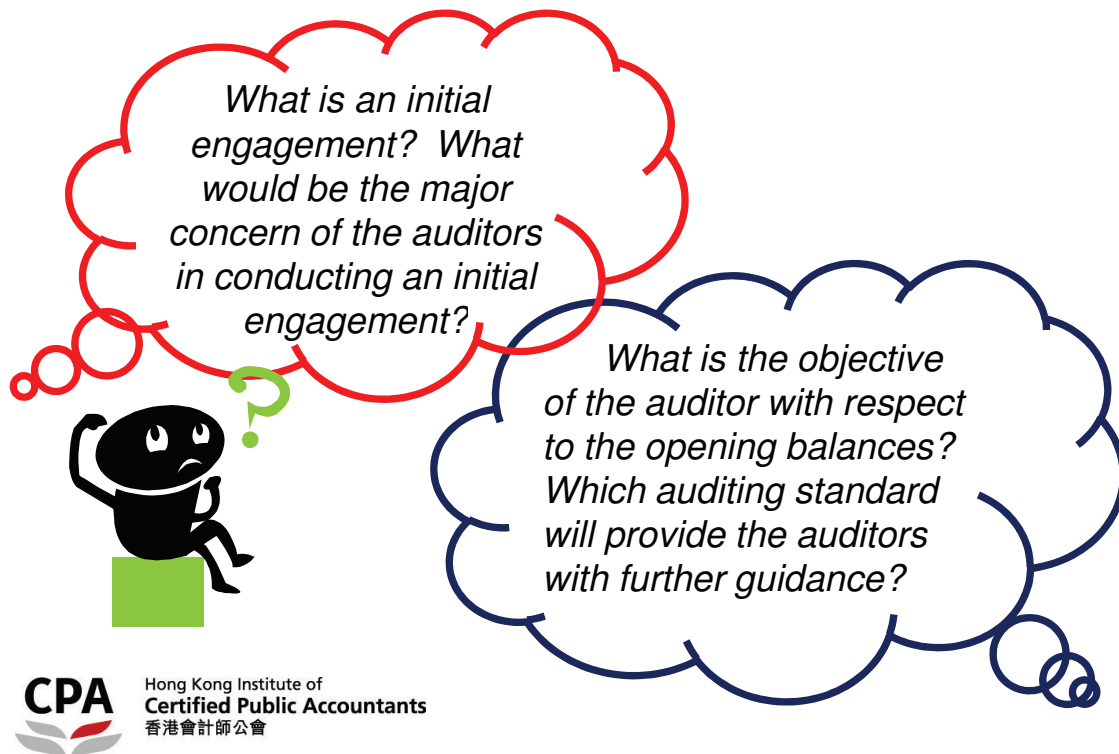 What is an initial
engagement?  What
would be the major
concern of the auditors
in conducting an initial
engagement?
?
What is the objective
of the auditor with respect
to the opening balances?
Which auditing standard
will provide the auditors
with further guidance?
CPA
Hong Kong Institute of
Certified Public Accountants
香港會計師公會